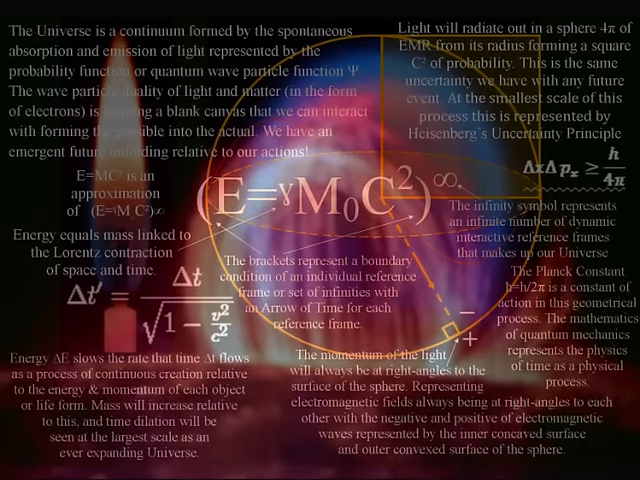 The Universe is a continuum formed by the spontaneous
absorption and emission of light represented by the
probability function or quantum wave particle function Ψ
The wave particle duality of light and matter (in the form
of electrons) is forming a blank canvas that we can interact
with forming the possible into the actual. We have an
emergent future unfolding relative to our actions!
Light will radiate out in a sphere 4π of
EMR from its radius forming a square
C² of probability. This is the same
uncertainty we have with any future
event. At the smallest scale of this
process this is represented by
Heisenberg's Uncertainty Principle
ΔxΔpₓ ≥ h/4π
E=MC² is an
approximation
of (E=ᵞM C²)∞
(E=ᵞM₀C²)∞
Energy equals mass linked to
the Lorentz contraction
of space and time.
Δt' = Δt/√(1 − v²/c²)
The brackets represent a boundary
condition of an individual reference
frame or set of infinities with
an Arrow of Time for each
reference frame.
The infinity symbol represents
an infinite number of dynamic
interactive reference frames
that makes up our Universe
The Planck Constant
h=h/2π is a constant of
action in this geometrical
process. The mathematics
of quantum mechanics
represents the physics
of time as a physical
process.
−
+
Energy ΔE slows the rate that time Δt flows
as a process of continuous creation relative
to the energy & momentum of each object
or life form. Mass will increase relative
to this, and time dilation will be
seen at the largest scale as an
ever expanding Universe.
The momentum of the light
will always be at right-angles to the
surface of the sphere. Representing
electromagnetic fields always being at right-angles to each
other with the negative and positive of electromagnetic
waves represented by the inner concaved surface
and outer convexed surface of the sphere.